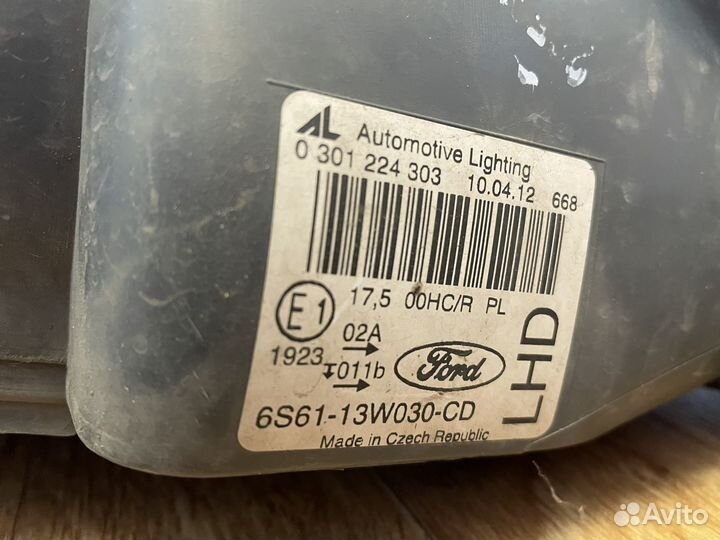 AL Automotive Lighting
0 301 224 303 10.04.12 668
17,5 00HC/R PL
E1
02A
1923
011b
Ford
LHD
6S61-13W030-CD
Made in Czech Republic
Avito